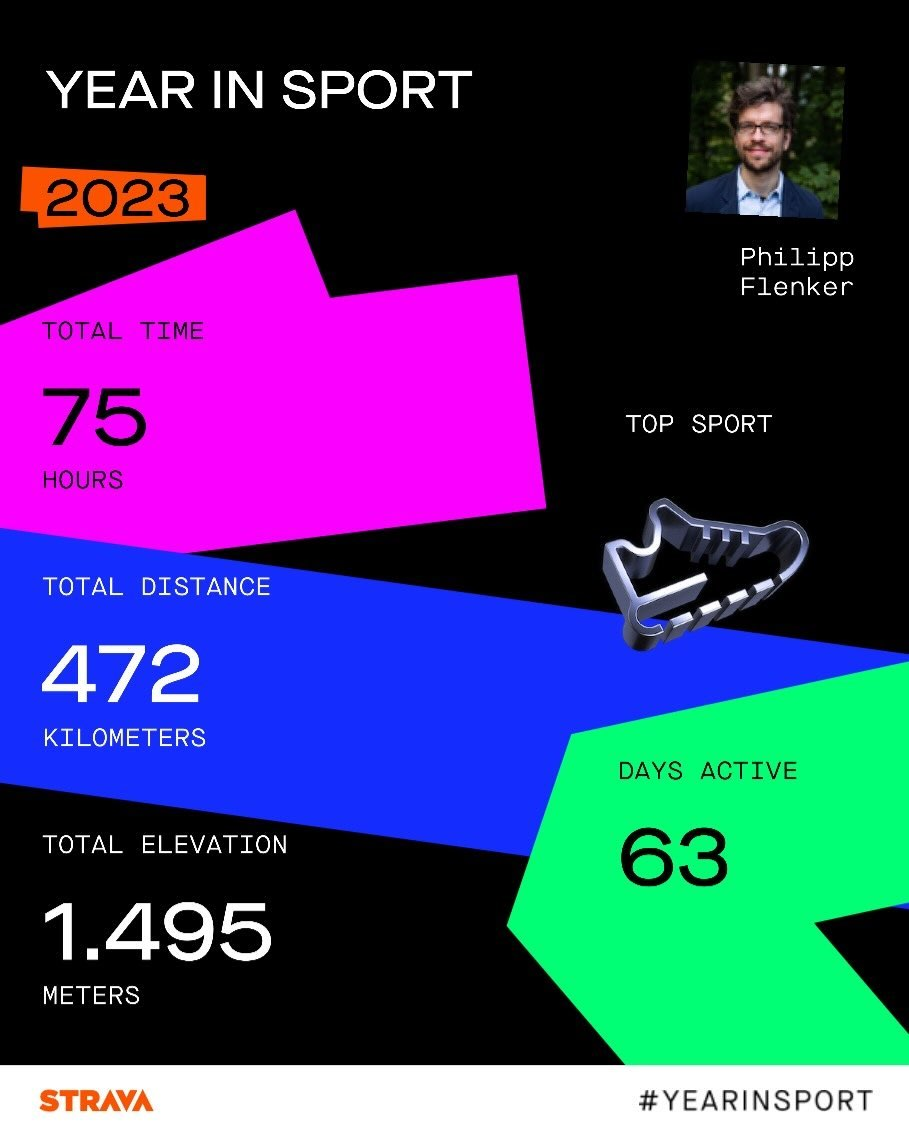 YEAR IN SPORT
2023
Philipp
Flenker
TOTAL TIME
75
HOURS
TOP SPORT
TOTAL DISTANCE
472
KILOMETERS
DAYS ACTIVE
63
TOTAL ELEVATION
1.495
METERS
STRAVA
#YEARINSPORT